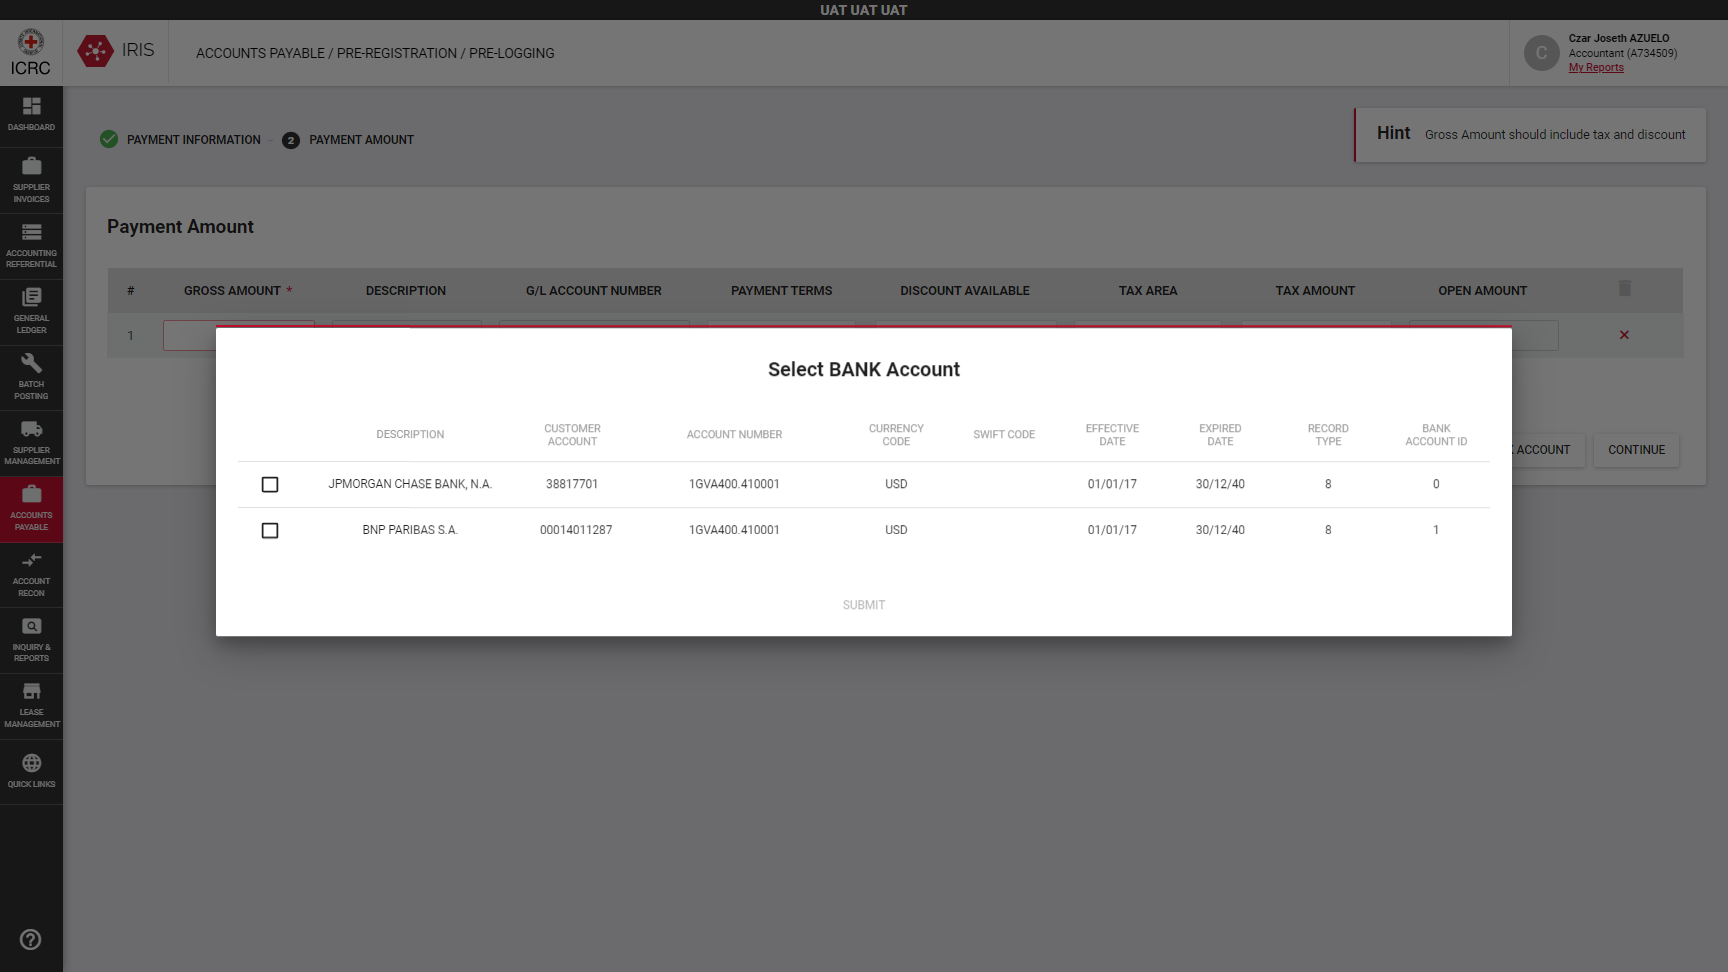 UAT UAT UAT
ICRC
IRIS
ACCOUNTS PAYABLE / PRE-REGISTRATION / PRE-LOGGING
C
Czar Joseth AZUELO
Accountant (A734509)
My Reports
DASHBOARD
SUPPLIER
INVOICES
ACCOUNTING
REFERENTIAL
GENERAL
LEDGER
BATCH
POSTING
SUPPLIER
MANAGEMENT
ACCOUNTS
PAYABLE
ACCOUNT
RECON
INQUIRY &
REPORTS
LEASE
MANAGEMENT
QUICK LINKS
PAYMENT INFORMATION - 2 PAYMENT AMOUNT
Hint Gross Amount should include tax and discount
Payment Amount
# GROSS AMOUNT * DESCRIPTION G/L ACCOUNT NUMBER PAYMENT TERMS DISCOUNT AVAILABLE TAX AREA TAX AMOUNT OPEN AMOUNT
1
ACCOUNT CONTINUE
Select BANK Account
DESCRIPTION CUSTOMER ACCOUNT ACCOUNT NUMBER CURRENCY CODE SWIFT CODE EFFECTIVE DATE EXPIRED DATE RECORD TYPE BANK ACCOUNT ID
JPMORGAN CHASE BANK, N.A. 38817701 1GVA400.410001 USD 01/01/17 30/12/40 8 0
BNP PARIBAS S.A. 00014011287 1GVA400.410001 USD 01/01/17 30/12/40 8 1
SUBMIT